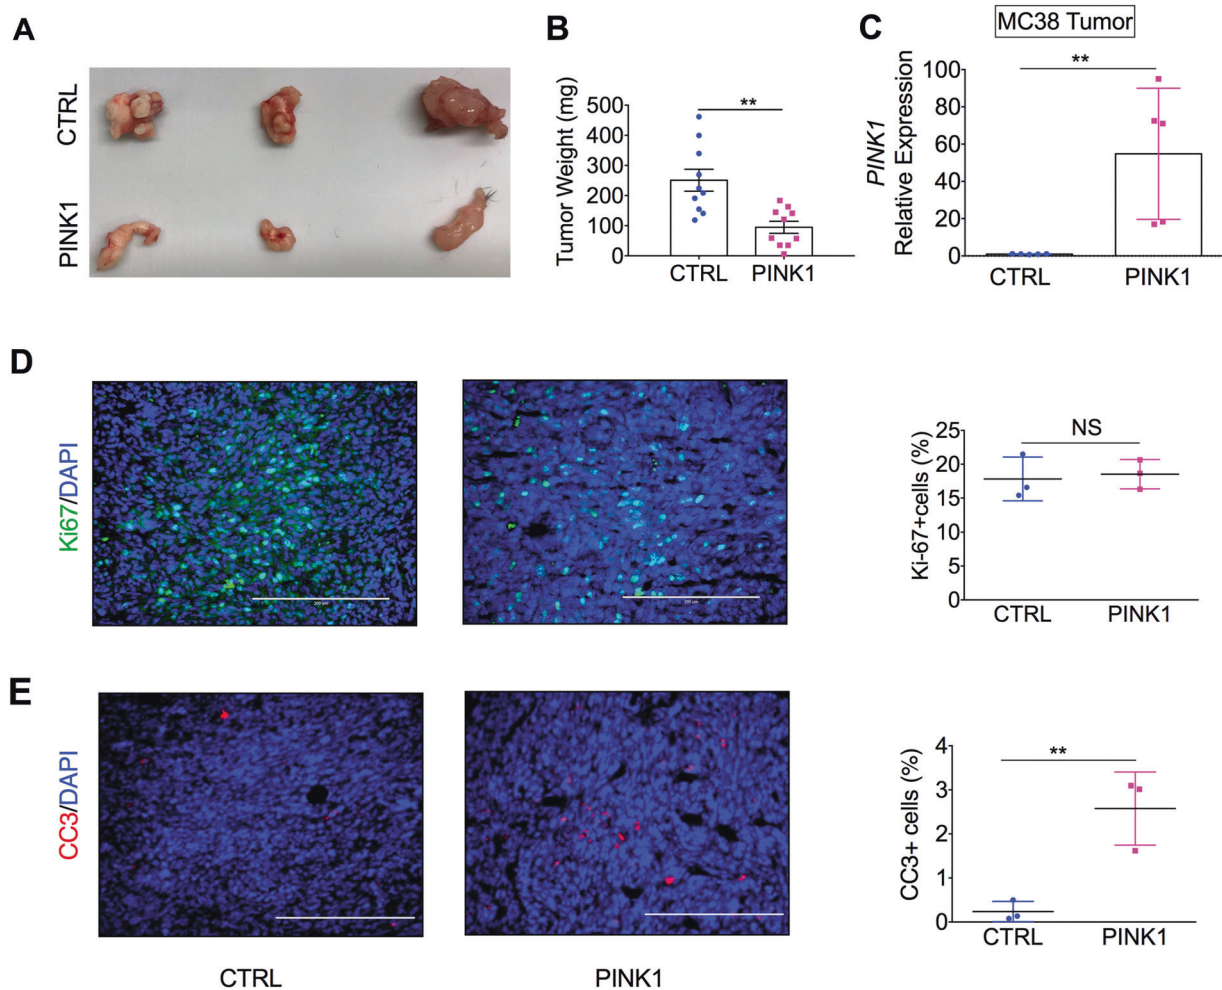 A
CTRL
PINK1
B
Tumor Weight (mg)
500
400
300
200
100
0
**
CTRL PINK1
C
MC38 Tumor
PINK1
Relative Expression
100
80
60
40
20
0
**
CTRL PINK1
D
Ki67/DAPI
200 um
Ki-67+cells (%)
25
20
15
10
5
0
NS
CTRL PINK1
E
CC3/DAPI
CC3+ cells (%)
4
3
2
1
0
**
CTRL PINK1
CTRL PINK1